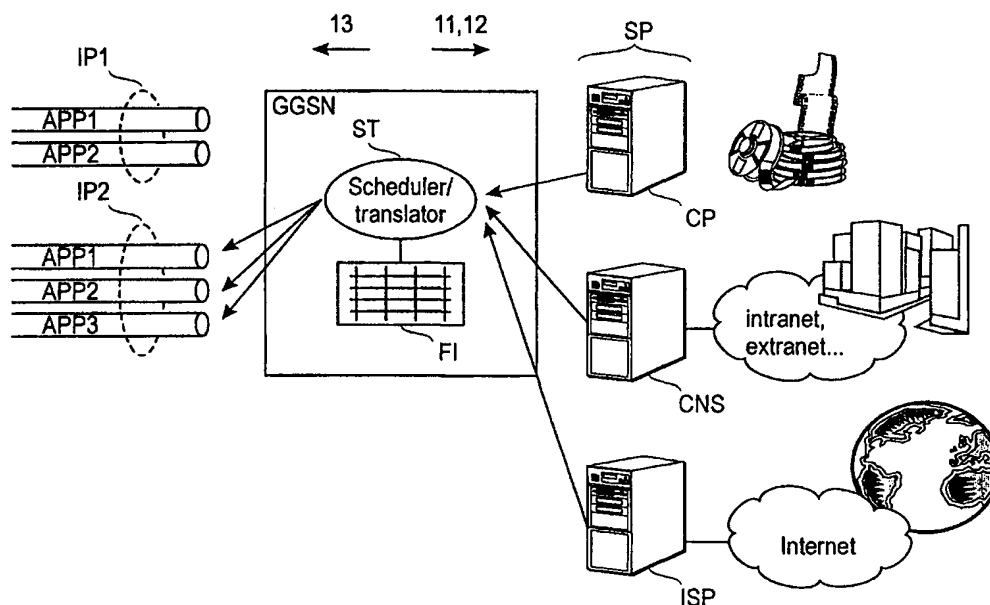 13
11,12
SP
IP1
APP1
APP2
GGSN
ST
Scheduler/
translator
CP
IP2
APP1
APP2
APP3
FI
intranet,
extranet...
CNS
Internet
ISP